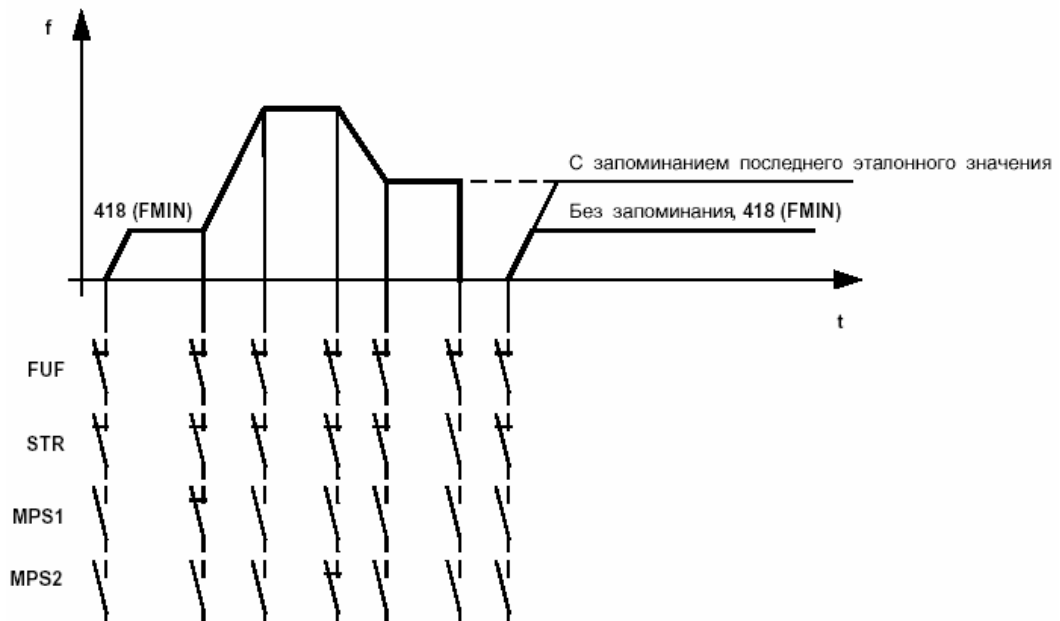 f
С запоминанием последнего эталонного значения
418 (FMIN)
Без запоминания, 418 (FMIN)
t
FUF
STR
MPS1
MPS2